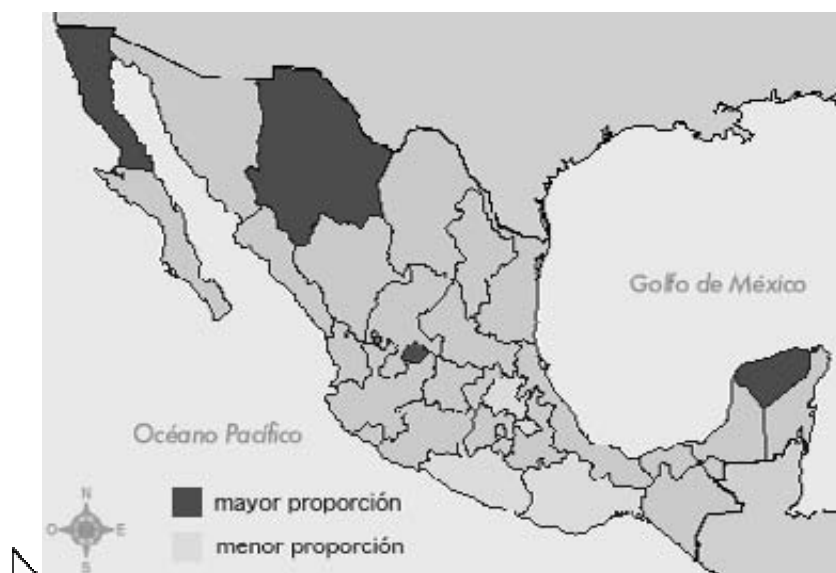 Golfo de México
Océano Pacífico
N
O E
S
mayor proporción
menor proporción